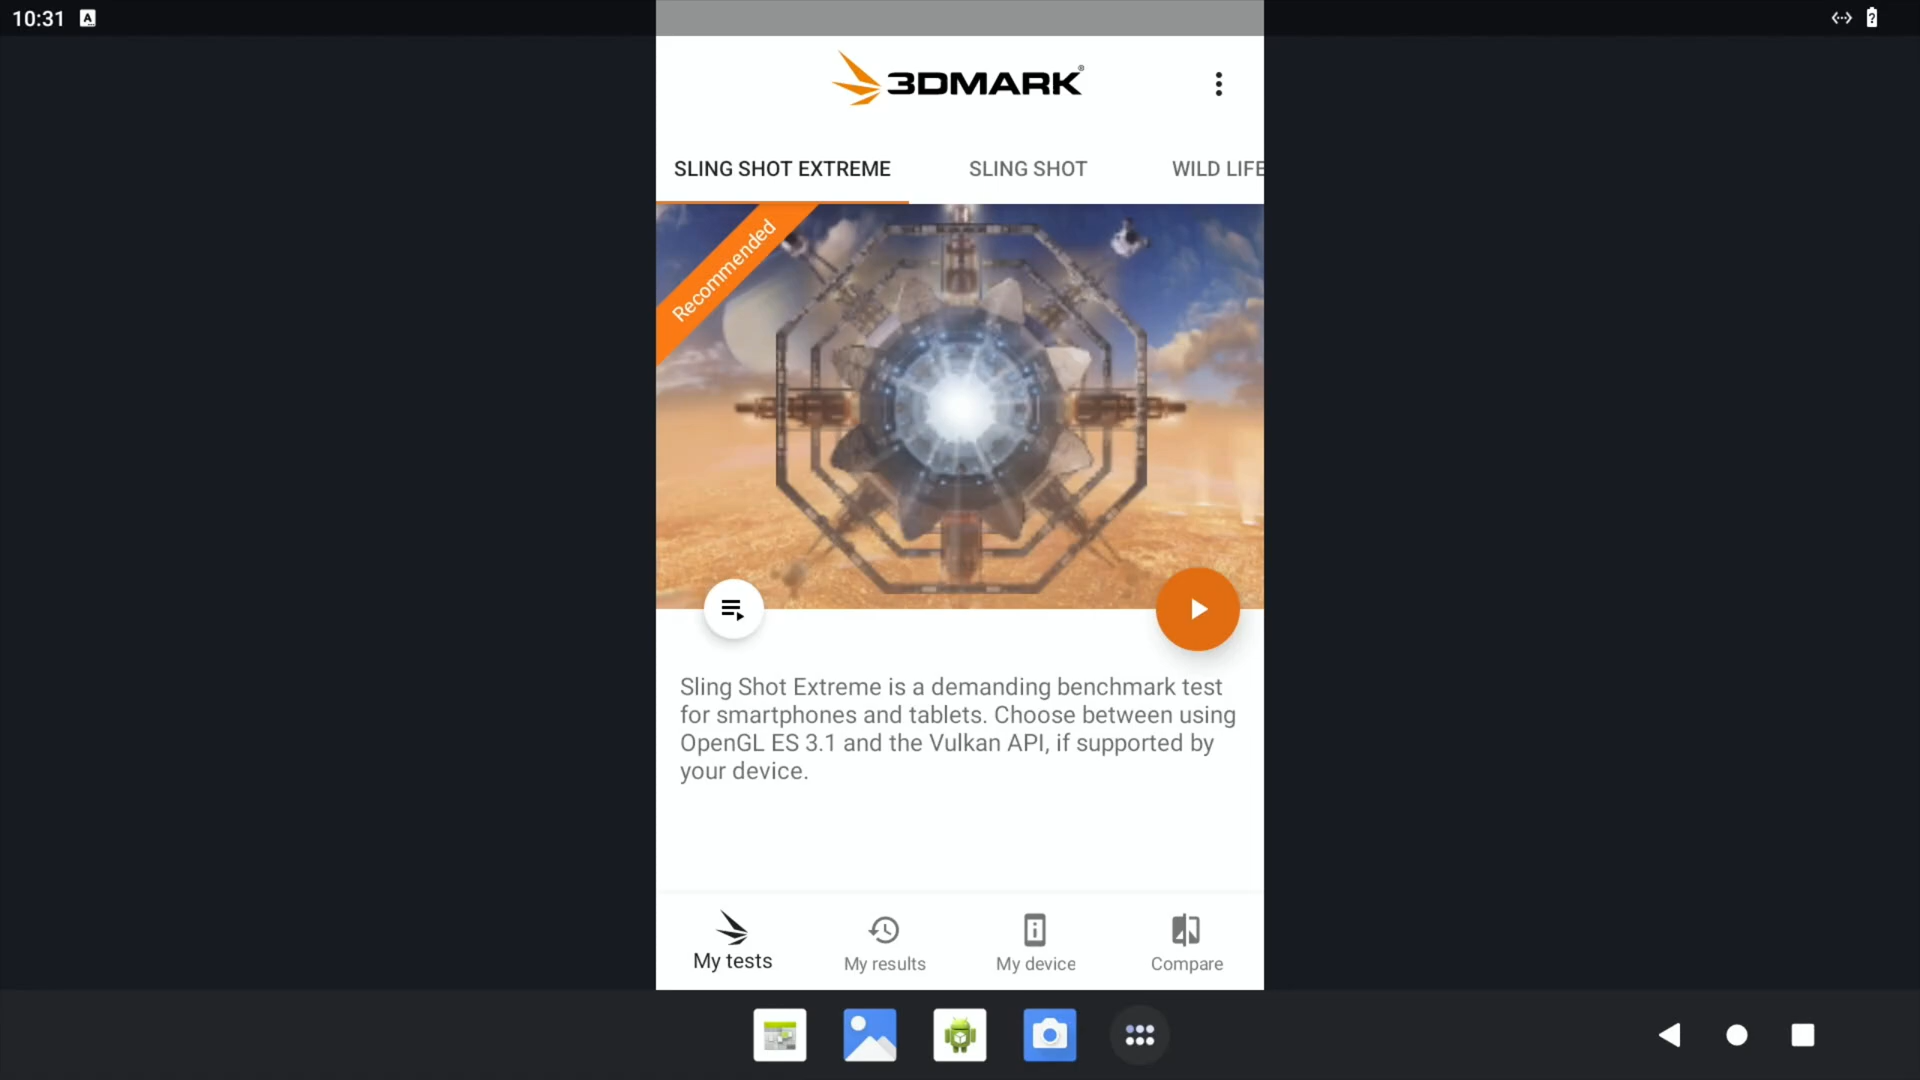 10:31
3DMARK®
SLING SHOT EXTREME
SLING SHOT
WILD LIFE
Recommended
Sling Shot Extreme is a demanding benchmark test
for smartphones and tablets. Choose between using
OpenGL ES 3.1 and the Vulkan API, if supported by
your device.
My tests
My results
My device
Compare